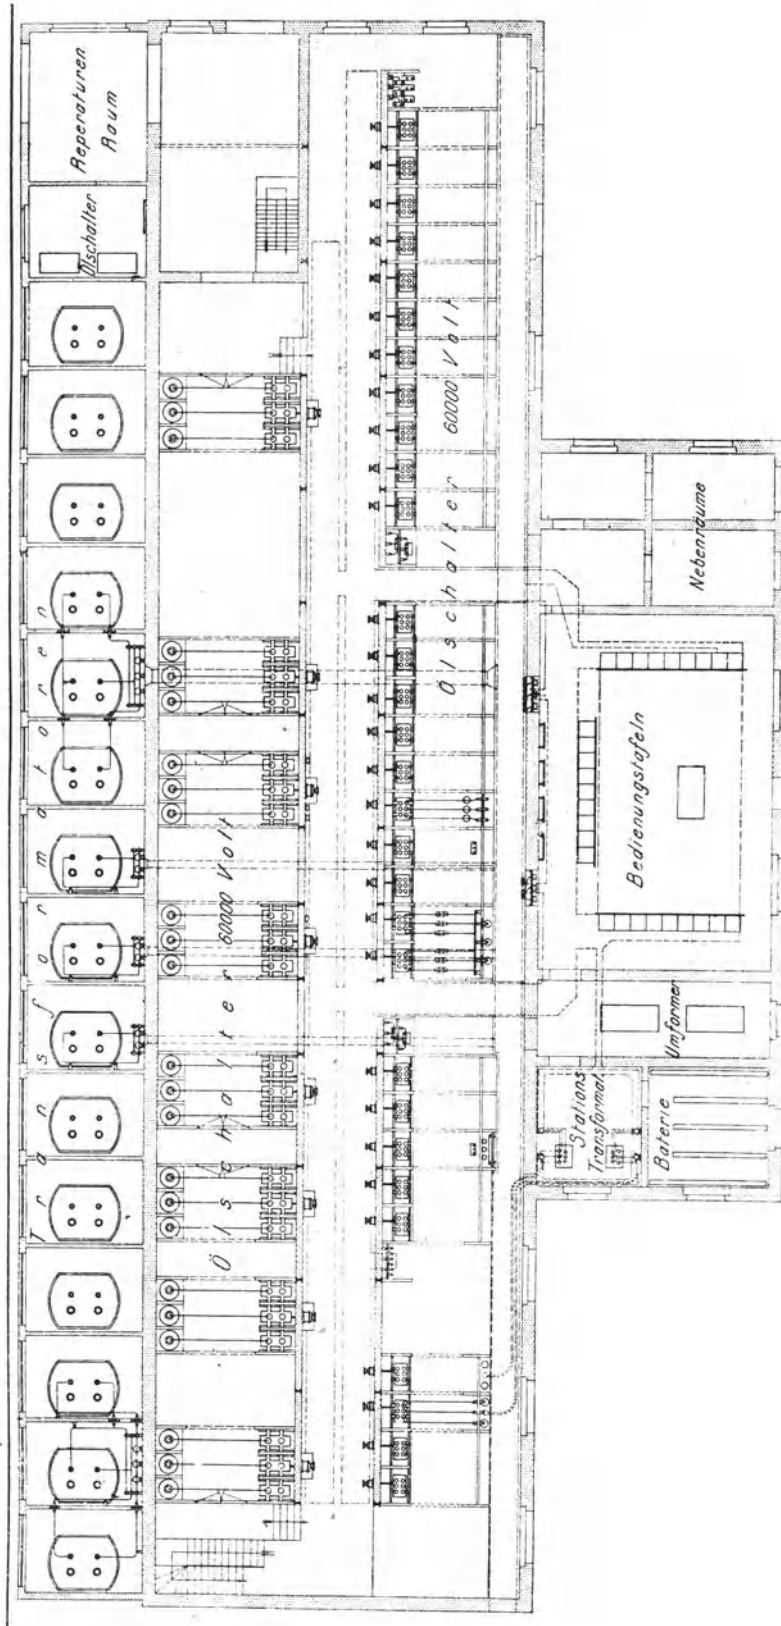 Reperaturen
Raum
Ölschalter
Transformatoren
Ölschalter 60000 Volt
Ölschalter 60000 Volt
Nebenräume
Bedienungstafeln
Umformer
Stations
Transformat.
Baterie